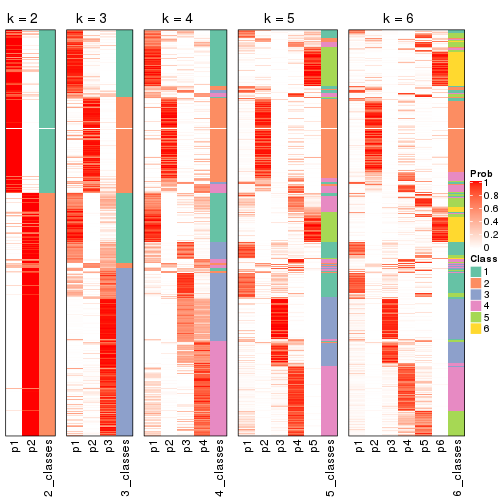 k = 2
k = 3
k = 4
k = 5
k = 6
Prob
1
0.8
0.6
0.4
0.2
0
Class
1
2
3
4
5
6
p1
p2
2_classes
p1
p2
p3
3_classes
p1
p2
p3
p4
4_classes
p1
p2
p3
p4
p5
5_classes
p1
p2
p3
p4
p5
p6
6_classes